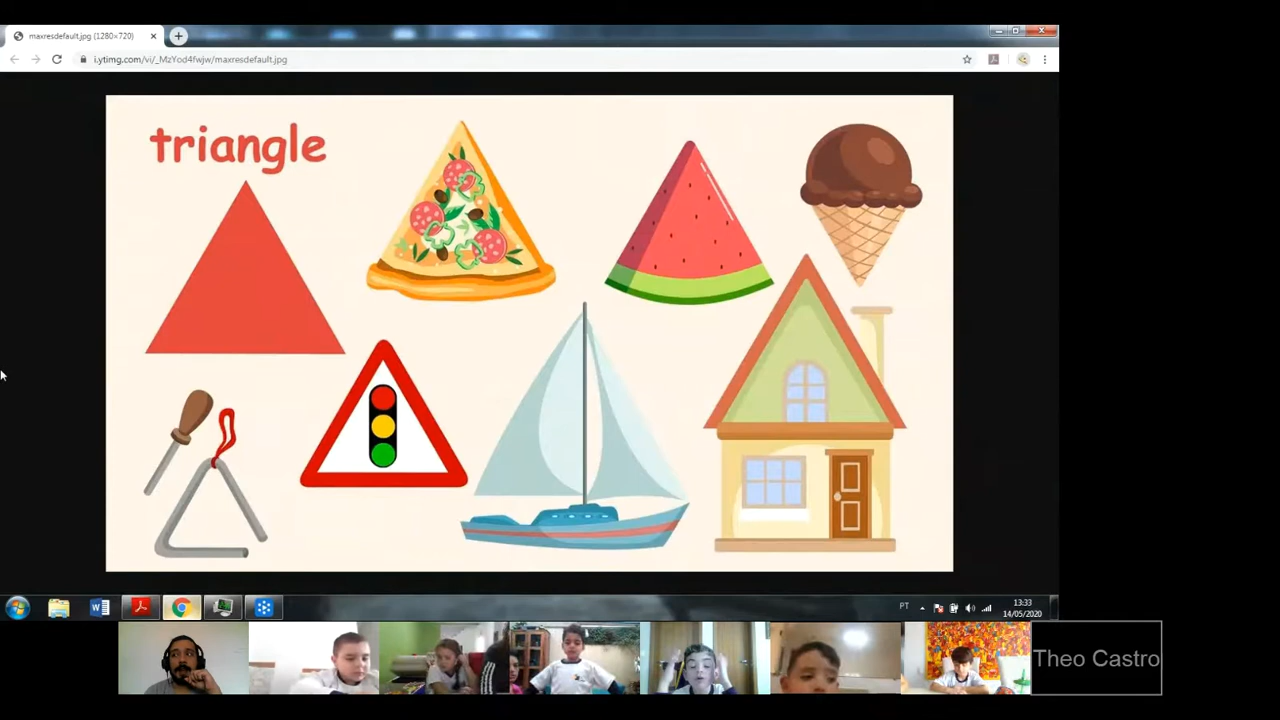 maxresdefault.jpg (1280×720)
i.ytimg.com/vi/_MzYod4fwjw/maxresdefault.jpg
triangle
PT
13:33
14/05/2020
Theo Castro